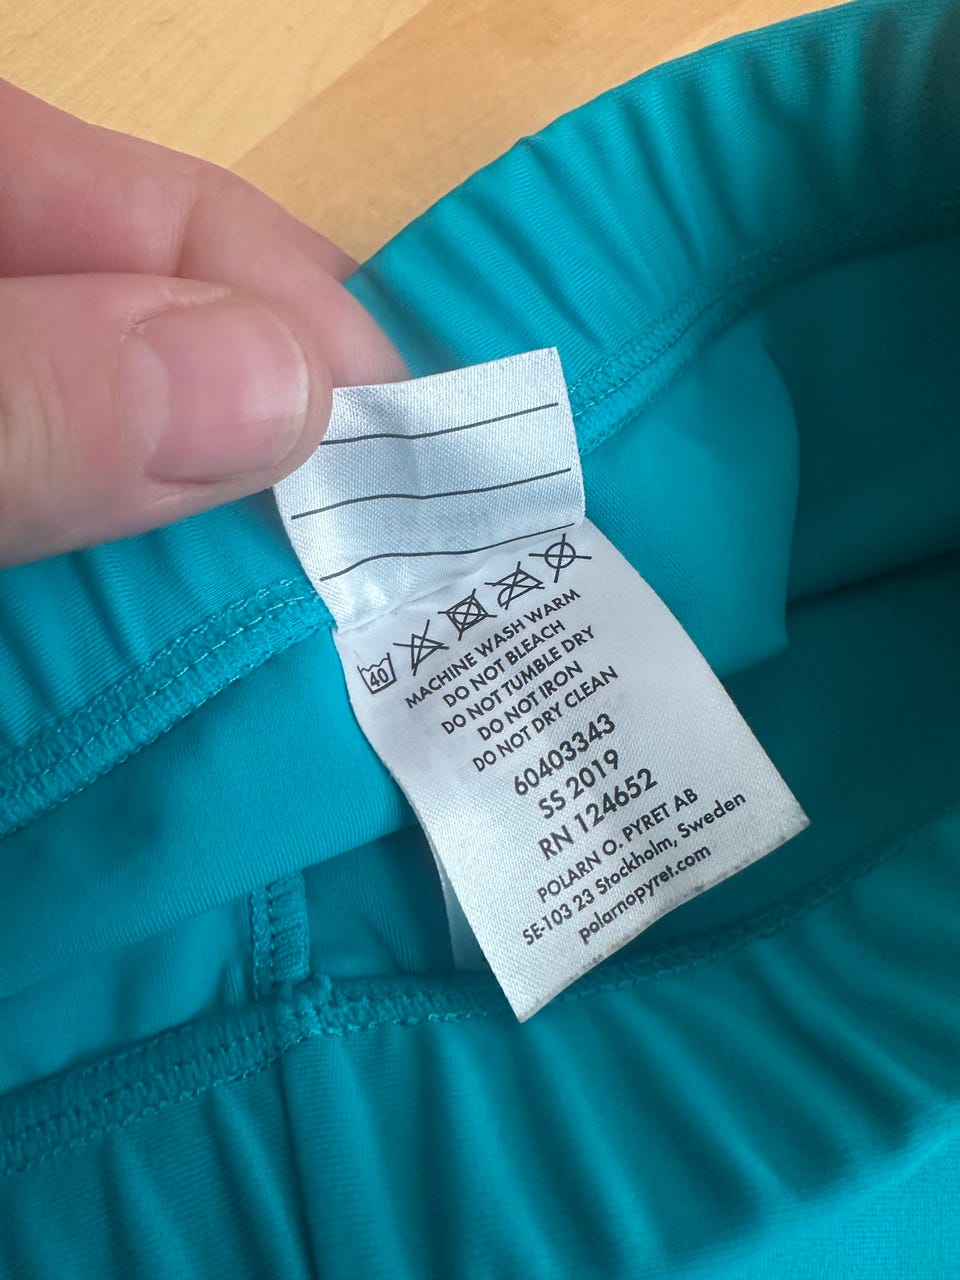 40
MACHINE WASH WARM
DO NOT BLEACH
DO NOT TUMBLE DRY
DO NOT IRON
DO NOT DRY CLEAN
60403343
SS 2019
RN 124652
POLARN O. PYRET AB
SE-103 23 Stockholm, Sweden
polarnopyret.com